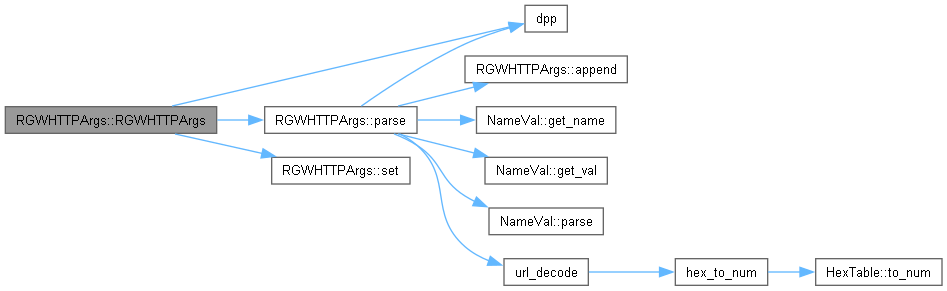 dpp
RGWHTTPArgs::append
RGWHTTPArgs::RGWHTTPArgs
RGWHTTPArgs::parse
NameVal::get_name
RGWHTTPArgs::set
NameVal::get_val
NameVal::parse
url_decode
hex_to_num
HexTable::to_num